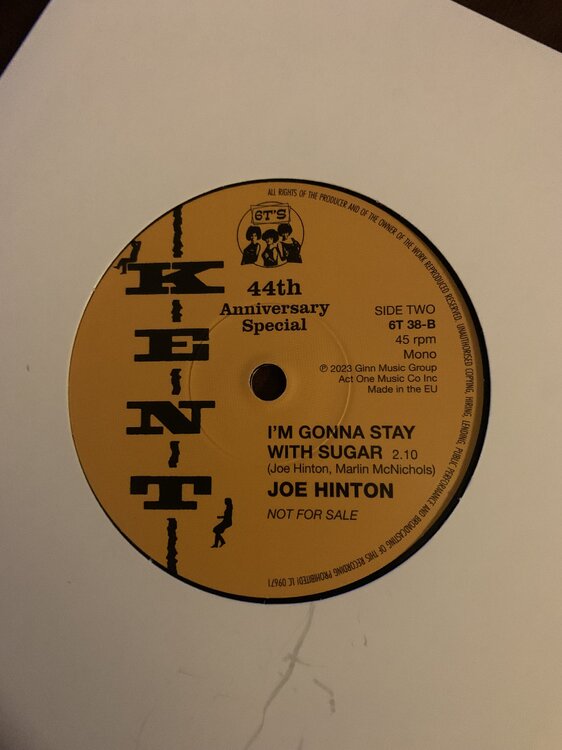 ALL RIGHTS OF THE PRODUCER AND OF THE OWNER OF THE WORK REPRODUCED RESERVED. UNAUTHORISED COPYING, HIRING, LENDING, PUBLIC PERFORMANCE AND BROADCASTING OF THIS RECORDING PROHIBITED! LC 09671
6T'S
KENT
44th
Anniversary
Special
SIDE TWO
6T 38-B
45 rpm
Mono
℗ 2023 Ginn Music Group
Act One Music Co Inc
Made in the EU
I'M GONNA STAY
WITH SUGAR 2.10
(Joe Hinton, Marlin McNichols)
JOE HINTON
NOT FOR SALE